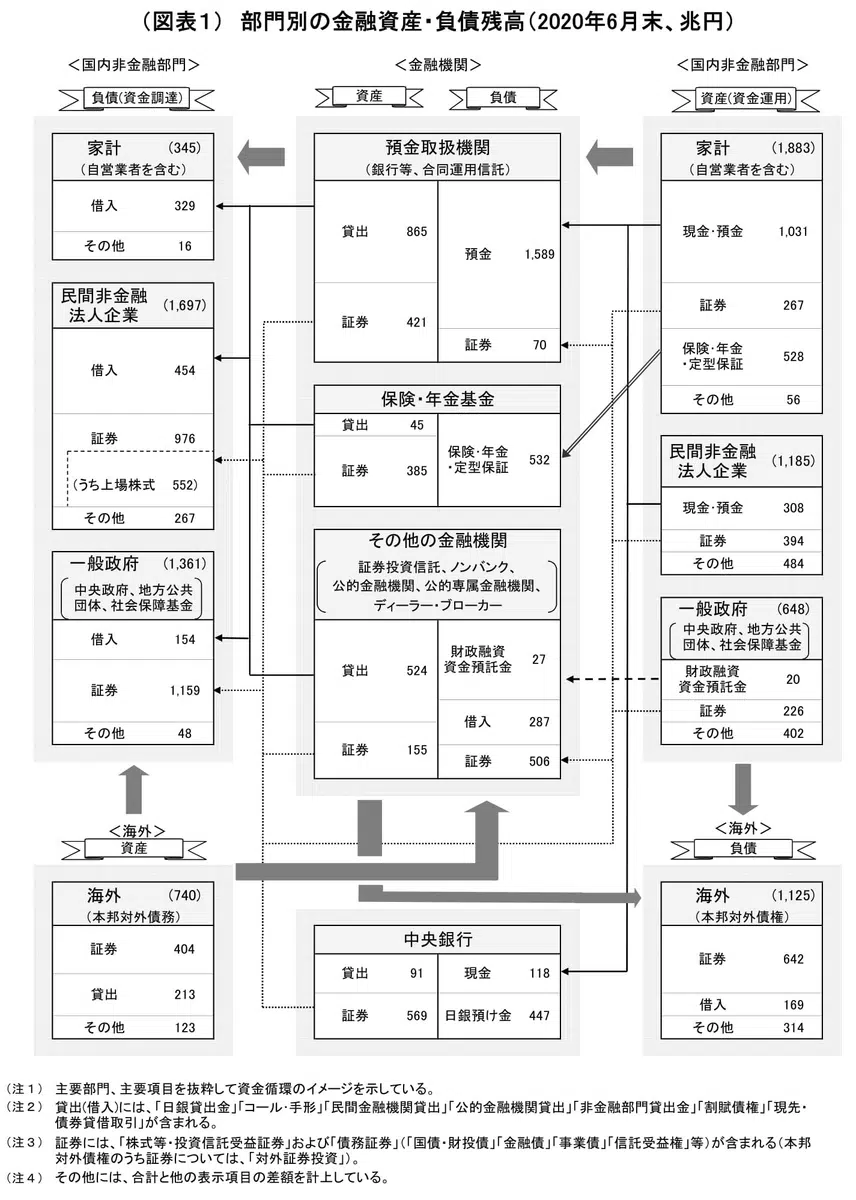 (図表１)　部門別の金融資産・負債残高(2020年6月末、兆円)
＜国内非金融部門＞
負債(資金調達)
家計 (345)
(自営業者を含む)
借入 329
その他 16
民間非金融
法人企業 (1,697)
借入 454
証券 976
(うち上場株式 552)
その他 267
一般政府 (1,361)
中央政府、地方公共
団体、社会保障基金
借入 154
証券 1,159
その他 48
＜海外＞
資産
海外 (740)
(本邦対外債務)
証券 404
貸出 213
その他 123
＜金融機関＞
資産 負債
預金取扱機関
(銀行等、合同運用信託)
貸出 865
証券 421
預金 1,589
証券 70
保険・年金基金
貸出 45
証券 385
保険・年金
・定型保証 532
その他の金融機関
証券投資信託、ノンバンク、
公的金融機関、公的専属金融機関、
ディーラー・ブローカー
貸出 524
証券 155
財政融資
資金預託金 27
借入 287
証券 506
中央銀行
貸出 91
証券 569
現金 118
日銀預け金 447
＜国内非金融部門＞
資産(資金運用)
家計 (1,883)
(自営業者を含む)
現金・預金 1,031
証券 267
保険・年金
・定型保証 528
その他 56
民間非金融
法人企業 (1,185)
現金・預金 308
証券 394
その他 484
一般政府 (648)
中央政府、地方公共
団体、社会保障基金
財政融資
資金預託金 20
証券 226
その他 402
＜海外＞
負債
海外 (1,125)
(本邦対外債権)
証券 642
借入 169
その他 314
(注１)　主要部門、主要項目を抜粋して資金循環のイメージを示している。
(注２)　貸出(借入)には、「日銀貸出金」「コール・手形」「民間金融機関貸出」「公的金融機関貸出」「非金融部門貸出金」「割賦債権」「現先・
債券貸借取引」が含まれる。
(注３)　証券には、「株式等・投資信託受益証券」および「債務証券」(「国債・財投債」「金融債」「事業債」「信託受益権」等)が含まれる(本邦
対外債権のうち証券については、「対外証券投資」)。
(注４)　その他には、合計と他の表示項目の差額を計上している。